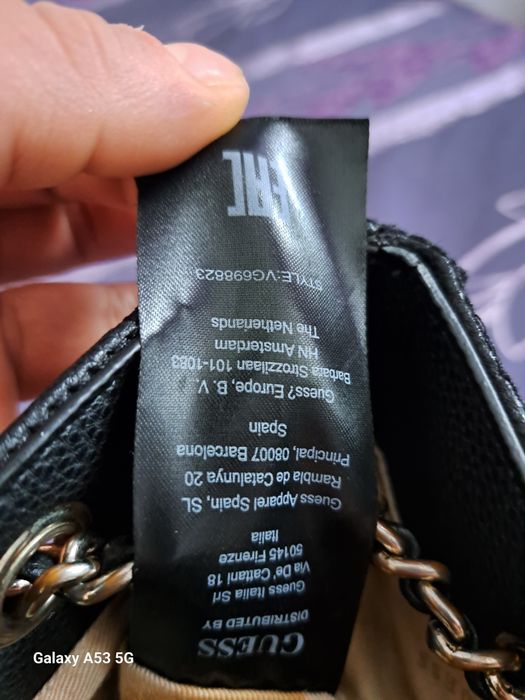 GUESS
DISTRIBUTED BY
Guess Italia Srl
Via De' Cattani 18
50145 Firenze
Italia
Guess Apparel Spain, SL
Rambla de Catalunya 20
Principal, 08007 Barcelona
Spain
Guess? Europe, B.V.
Barbara Strozzilaan 101-1083
HN Amsterdam
The Netherlands
STYLE:VG698823
EAC
Galaxy A53 5G